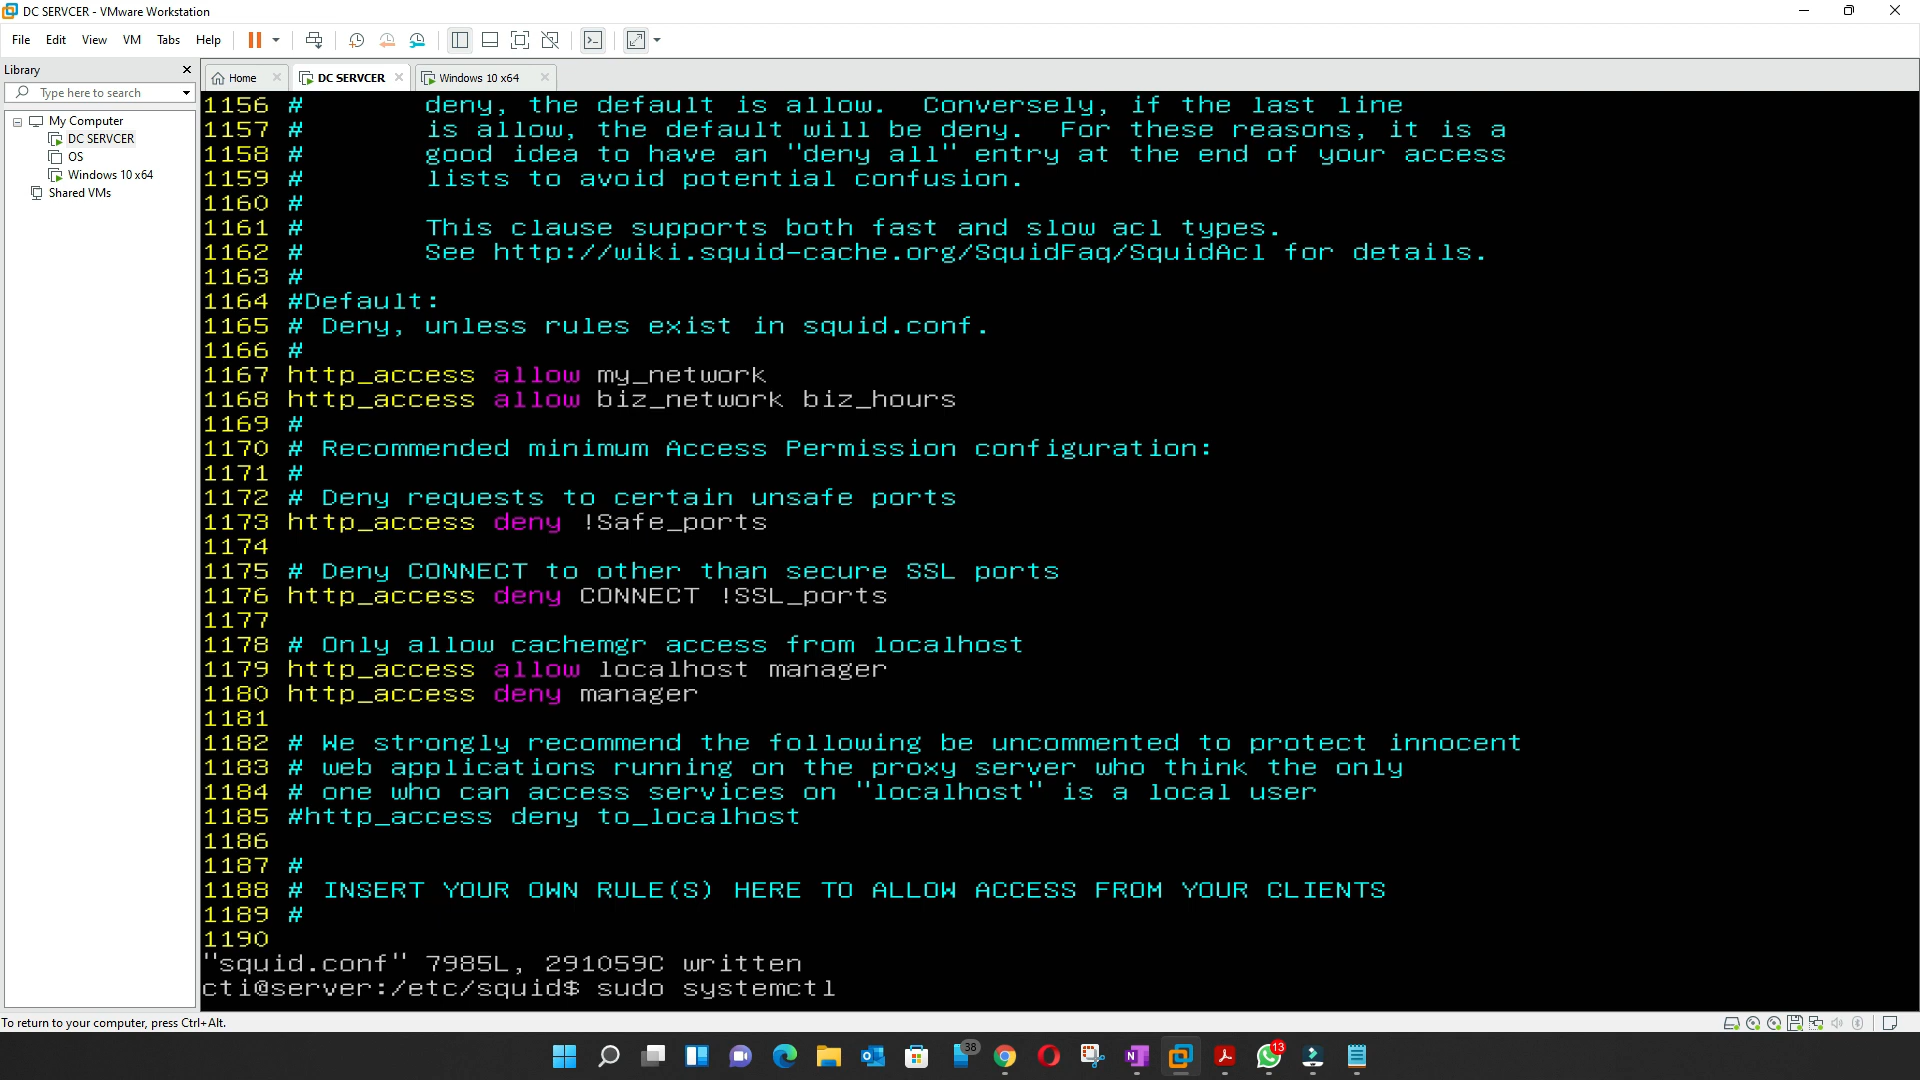 DC SERVCER - VMware Workstation
File Edit View VM Tabs Help
Library
Type here to search
My Computer
DC SERVCER
OS
Windows 10 x64
Shared VMs
Home DC SERVCER Windows 10 x64
1156 # deny, the default is allow. Conversely, if the last line
1157 # is allow, the default will be deny. For these reasons, it is a
1158 # good idea to have an "deny all" entry at the end of your access
1159 # lists to avoid potential confusion.
1160 #
1161 # This clause supports both fast and slow acl types.
1162 # See http://wiki.squid-cache.org/SquidFaq/SquidAcl for details.
1163 #
1164 #Default:
1165 # Deny, unless rules exist in squid.conf.
1166 #
1167 http_access allow my_network
1168 http_access allow biz_network biz_hours
1169 #
1170 # Recommended minimum Access Permission configuration:
1171 #
1172 # Deny requests to certain unsafe ports
1173 http_access deny !Safe_ports
1174
1175 # Deny CONNECT to other than secure SSL ports
1176 http_access deny CONNECT !SSL_ports
1177
1178 # Only allow cachemgr access from localhost
1179 http_access allow localhost manager
1180 http_access deny manager
1181
1182 # We strongly recommend the following be uncommented to protect innocent
1183 # web applications running on the proxy server who think the only
1184 # one who can access services on "localhost" is a local user
1185 #http_access deny to_localhost
1186
1187 #
1188 # INSERT YOUR OWN RULE(S) HERE TO ALLOW ACCESS FROM YOUR CLIENTS
1189 #
1190
"squid.conf" 7985L, 291059C written
cti@server:/etc/squid$ sudo systemctl
To return to your computer, press Ctrl+Alt.
38
13